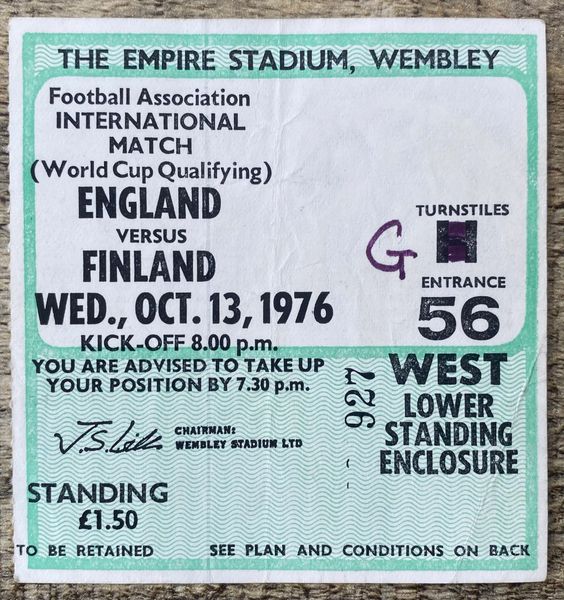 THE EMPIRE STADIUM, WEMBLEY
Football Association
INTERNATIONAL
MATCH
(World Cup Qualifying)
ENGLAND
VERSUS
FINLAND
WED., OCT. 13, 1976
KICK-OFF 8.00 p.m.
YOU ARE ADVISED TO TAKE UP
YOUR POSITION BY 7.30 p.m.
TURNSTILES
G H
ENTRANCE
56
WEST
LOWER
STANDING
ENCLOSURE
927
J.S. Lill
CHAIRMAN:
WEMBLEY STADIUM LTD
STANDING
£1.50
TO BE RETAINED SEE PLAN AND CONDITIONS ON BACK